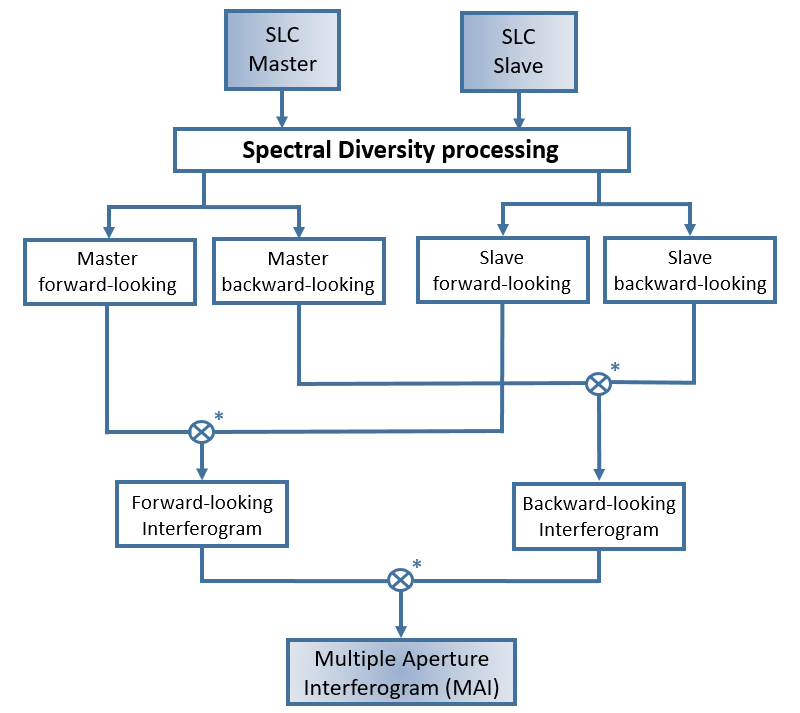 SLC
Master
SLC
Slave
Spectral Diversity processing
Master
forward-looking
Master
backward-looking
Slave
forward-looking
Slave
backward-looking
*
*
Forward-looking
Interferogram
Backward-looking
Interferogram
*
Multiple Aperture
Interferogram (MAI)